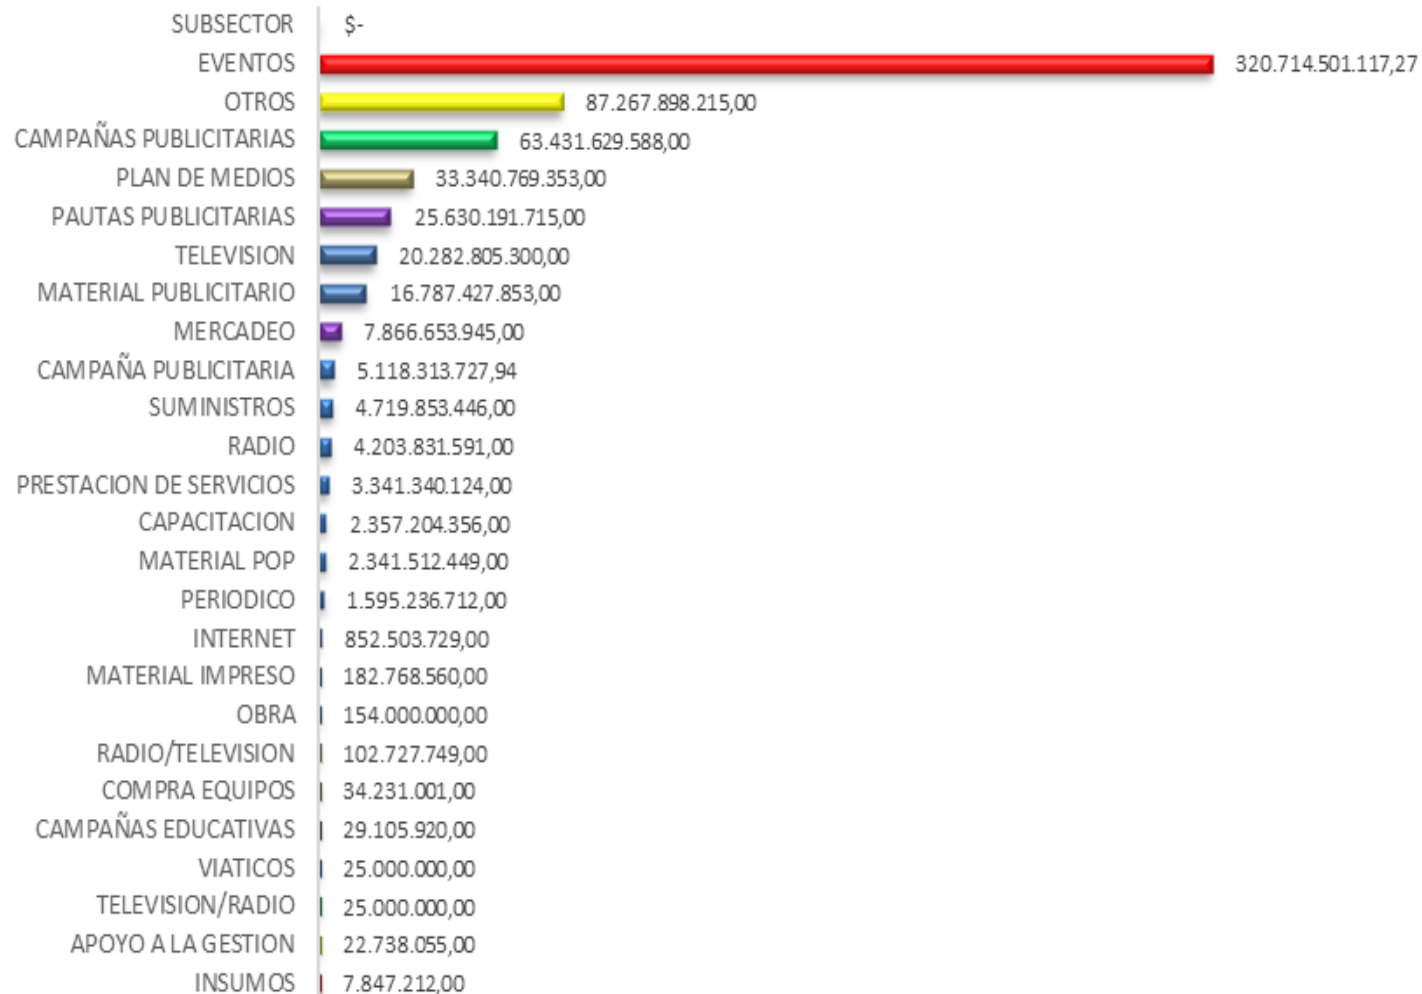 SUBSECTOR $-
EVENTOS 320.714.501.117,27
OTROS 87.267.898.215,00
CAMPAÑAS PUBLICITARIAS 63.431.629.588,00
PLAN DE MEDIOS 33.340.769.353,00
PAUTAS PUBLICITARIAS 25.630.191.715,00
TELEVISION 20.282.805.300,00
MATERIAL PUBLICITARIO 16.787.427.853,00
MERCADEO 7.866.653.945,00
CAMPAÑA PUBLICITARIA 5.118.313.727,94
SUMINISTROS 4.719.853.446,00
RADIO 4.203.831.591,00
PRESTACION DE SERVICIOS 3.341.340.124,00
CAPACITACION 2.357.204.356,00
MATERIAL POP 2.341.512.449,00
PERIODICO 1.595.236.712,00
INTERNET 852.503.729,00
MATERIAL IMPRESO 182.768.560,00
OBRA 154.000.000,00
RADIO/TELEVISION 102.727.749,00
COMPRA EQUIPOS 34.231.001,00
CAMPAÑAS EDUCATIVAS 29.105.920,00
VIATICOS 25.000.000,00
TELEVISION/RADIO 25.000.000,00
APOYO A LA GESTION 22.738.055,00
INSUMOS 7.847.212,00